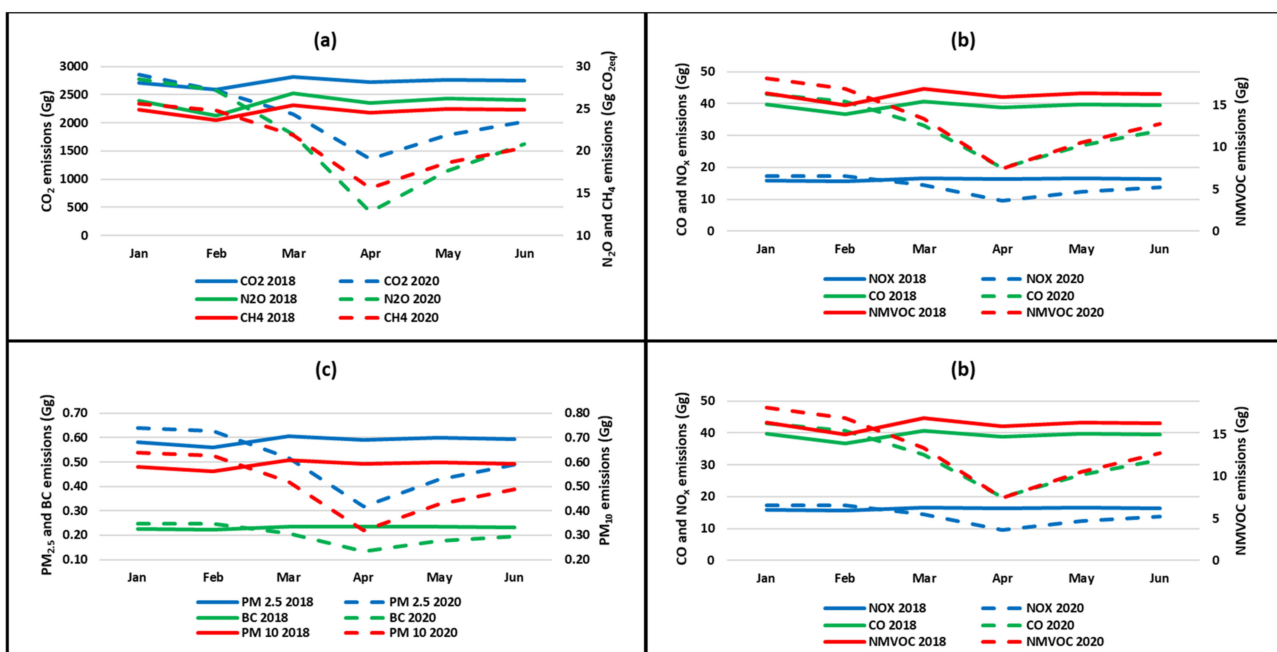 (a)
CO₂ emissions (Gg)
3000
2500
2000
1500
1000
500
0
30
25
20
15
10
N₂O and CH₄ emissions (Gg CO₂eq)
Jan Feb Mar Apr May Jun
CO2 2018 CO2 2020
N2O 2018 N2O 2020
CH4 2018 CH4 2020
(b)
CO and NOₓ emissions (Gg)
50
40
30
20
10
0
15
10
5
0
NMVOC emissions (Gg)
Jan Feb Mar Apr May Jun
NOX 2018 NOX 2020
CO 2018 CO 2020
NMVOC 2018 NMVOC 2020
(c)
PM₂.₅ and BC emissions (Gg)
0.70
0.60
0.50
0.40
0.30
0.20
0.10
0.80
0.70
0.60
0.50
0.40
0.30
0.20
PM₁₀ emissions (Gg)
Jan Feb Mar Apr May Jun
PM 2.5 2018 PM 2.5 2020
BC 2018 BC 2020
PM 10 2018 PM 10 2020
(b)
CO and NOₓ emissions (Gg)
50
40
30
20
10
0
15
10
5
0
NMVOC emissions (Gg)
Jan Feb Mar Apr May Jun
NOX 2018 NOX 2020
CO 2018 CO 2020
NMVOC 2018 NMVOC 2020